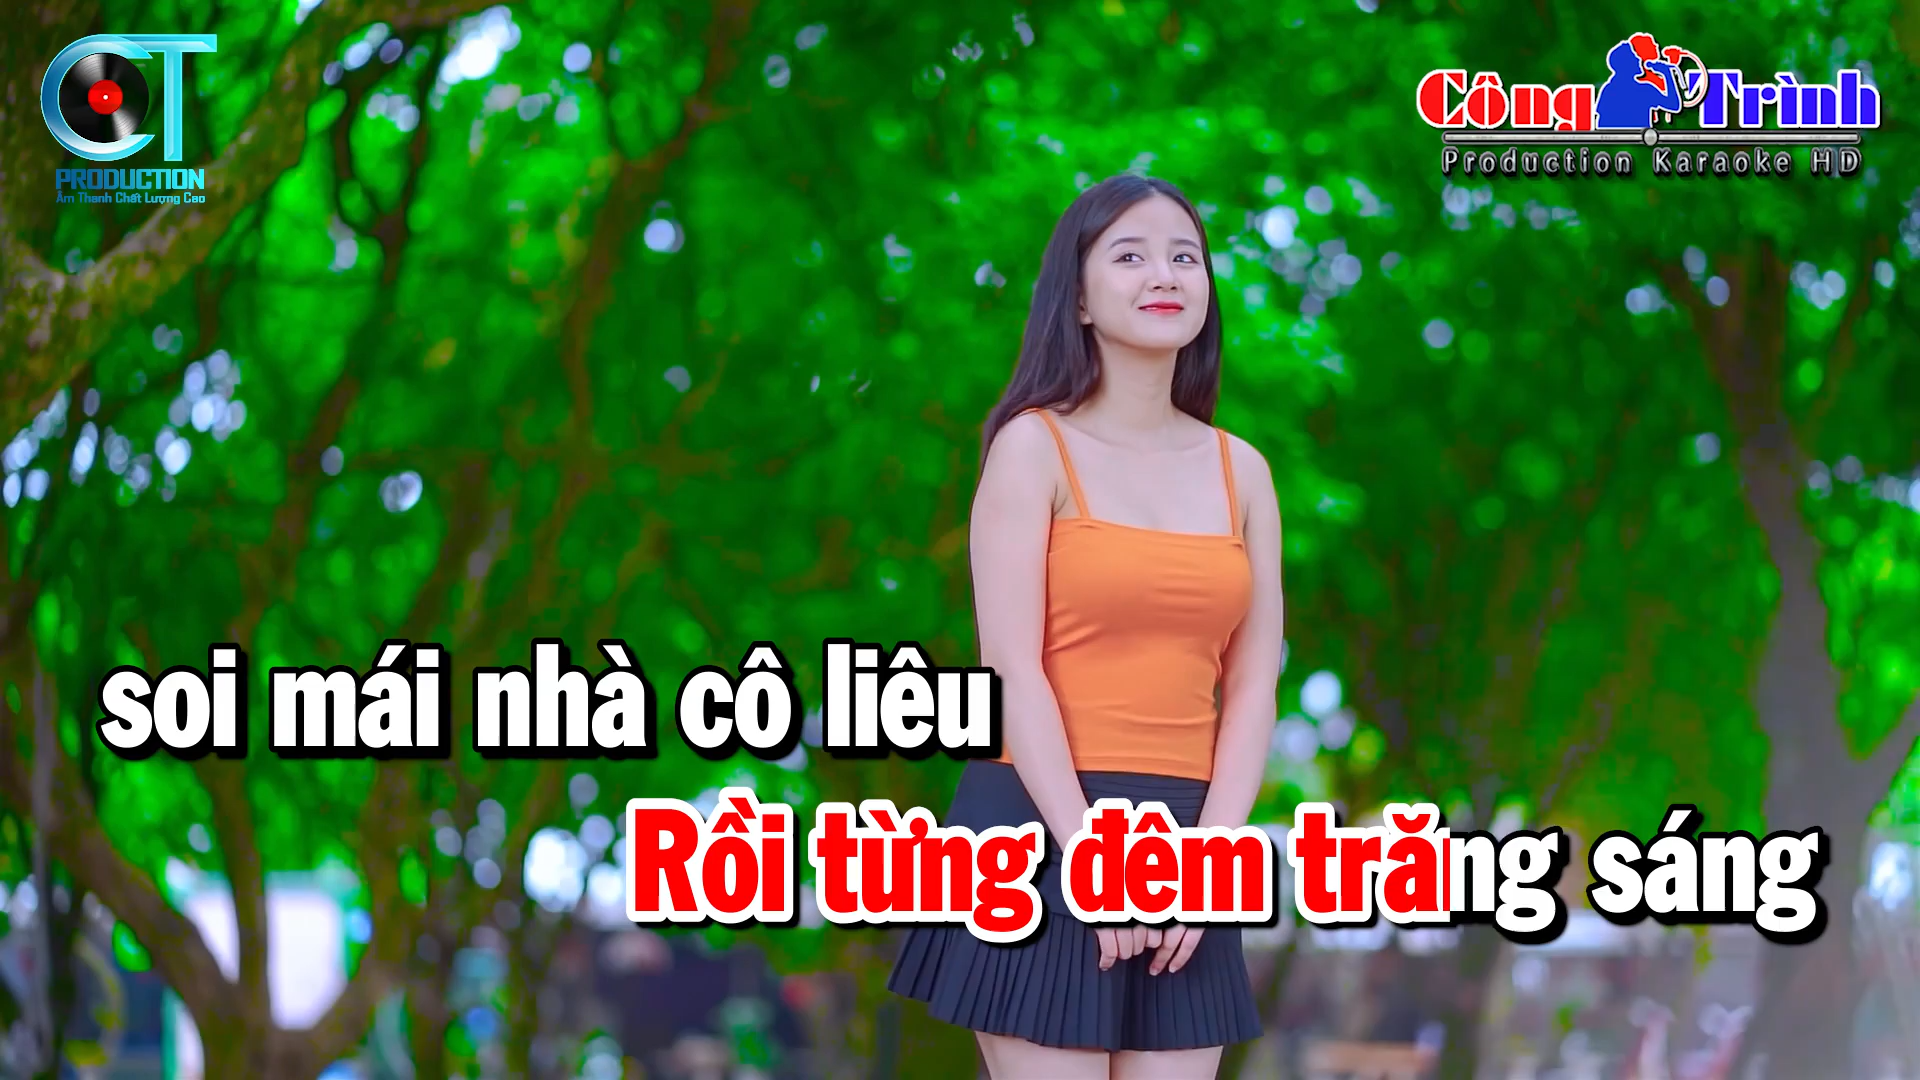 CT
PRODUCTION
Âm Thanh Chất Lượng Cao
Công Trình
Production Karaoke HD
soi mái nhà cô liêu
Rồi từng đêm trăng sáng